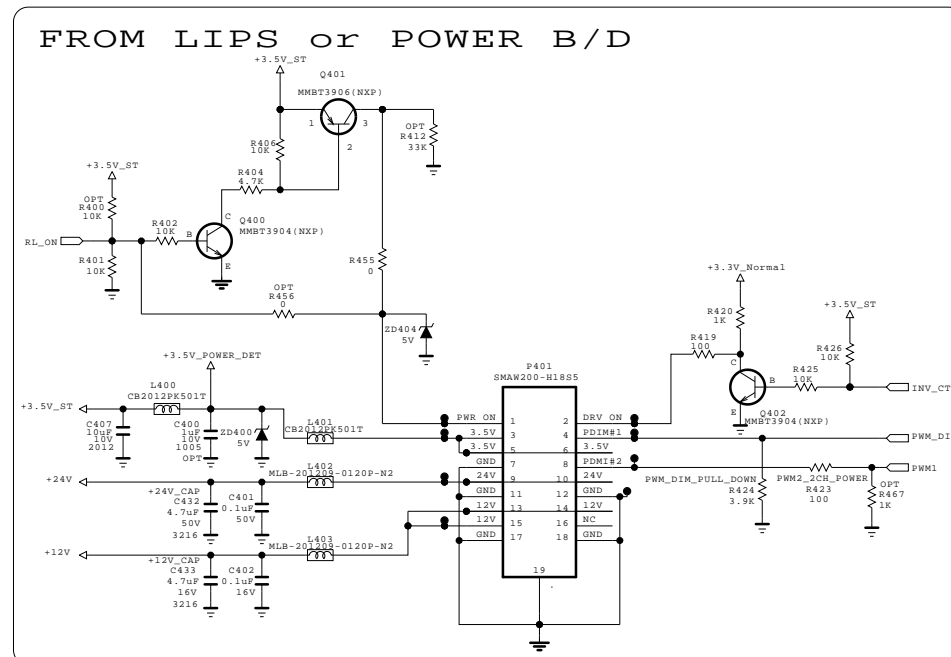 FROM LIPS or POWER B/D
+3.5V_ST
Q401
MMBT3906(NXP)
1
3
2
OPT
R412
33K
R406
10K
R404
4.7K
+3.5V_ST
OPT
R400
10K
R402
10K
B
C
E
Q400
MMBT3904(NXP)
RL_ON
R401
10K
R455
0
OPT
R456
0
ZD404
5V
+3.3V_Normal
R420
1K
+3.5V_ST
R419
100
R426
10K
C
B
E
R425
10K
INV_CT
Q402
MMBT3904(NXP)
+3.5V_POWER_DET
L400
CB2012PK501T
+3.5V_ST
C407
10uF
10V
2012
C400
1uF
10V
1005
OPT
ZD400
5V
L401
CB2012PK501T
P401
SMAW200-H18S5
PWR ON
1
2
DRV ON
3.5V
3
4
PDIM#1
3.5V
5
6
3.5V
GND
7
8
PDMI#2
24V
9
10
24V
GND
11
12
GND
12V
13
14
12V
12V
15
16
NC
GND
17
18
GND
19
PWM_DI
PWM1
PWM_DIM_PULL_DOWN
R424
3.9K
PWM2_2CH_POWER
R423
100
OPT
R467
1K
L402
MLB-201209-0120P-N2
+24V
+24V_CAP
C432
4.7uF
50V
3216
C401
0.1uF
50V
L403
MLB-201209-0120P-N2
+12V
+12V_CAP
C433
4.7uF
16V
3216
C402
0.1uF
16V